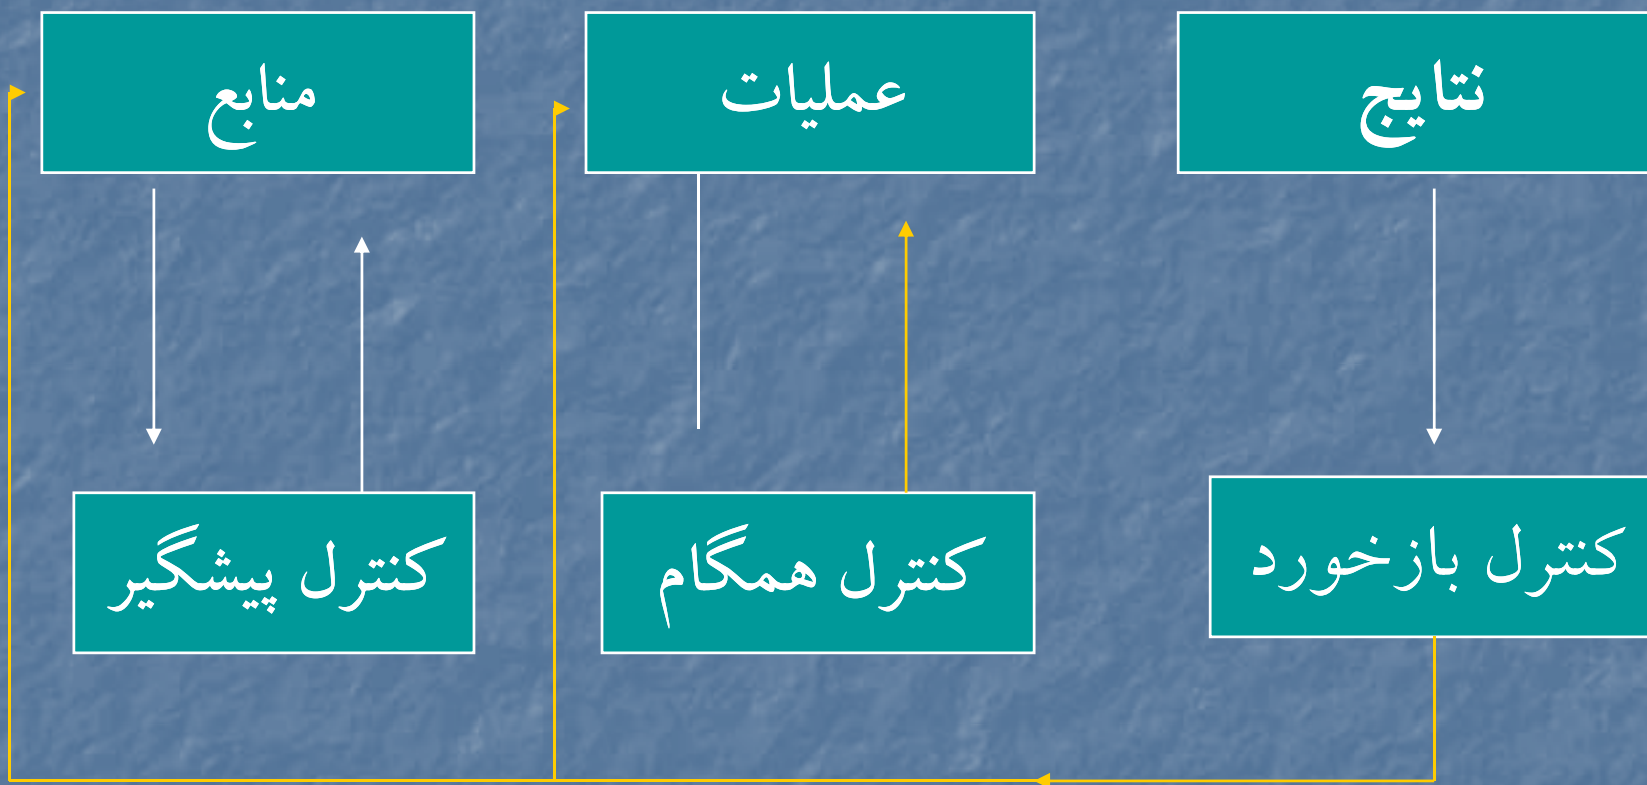 منابع
عملیات
نتایج
کنترل پیشگیر
کنترل همگام
کنترل بازخورد